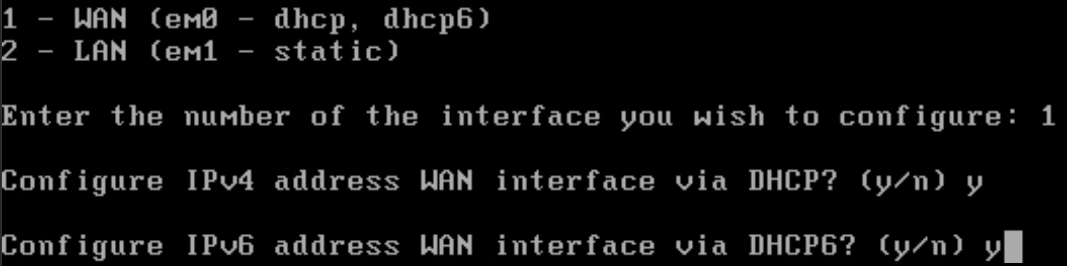 1 - WAN (em0 - dhcp, dhcp6)
2 - LAN (em1 - static)
Enter the number of the interface you wish to configure: 1
Configure IPv4 address WAN interface via DHCP? (y/n) y
Configure IPv6 address WAN interface via DHCP6? (y/n) y